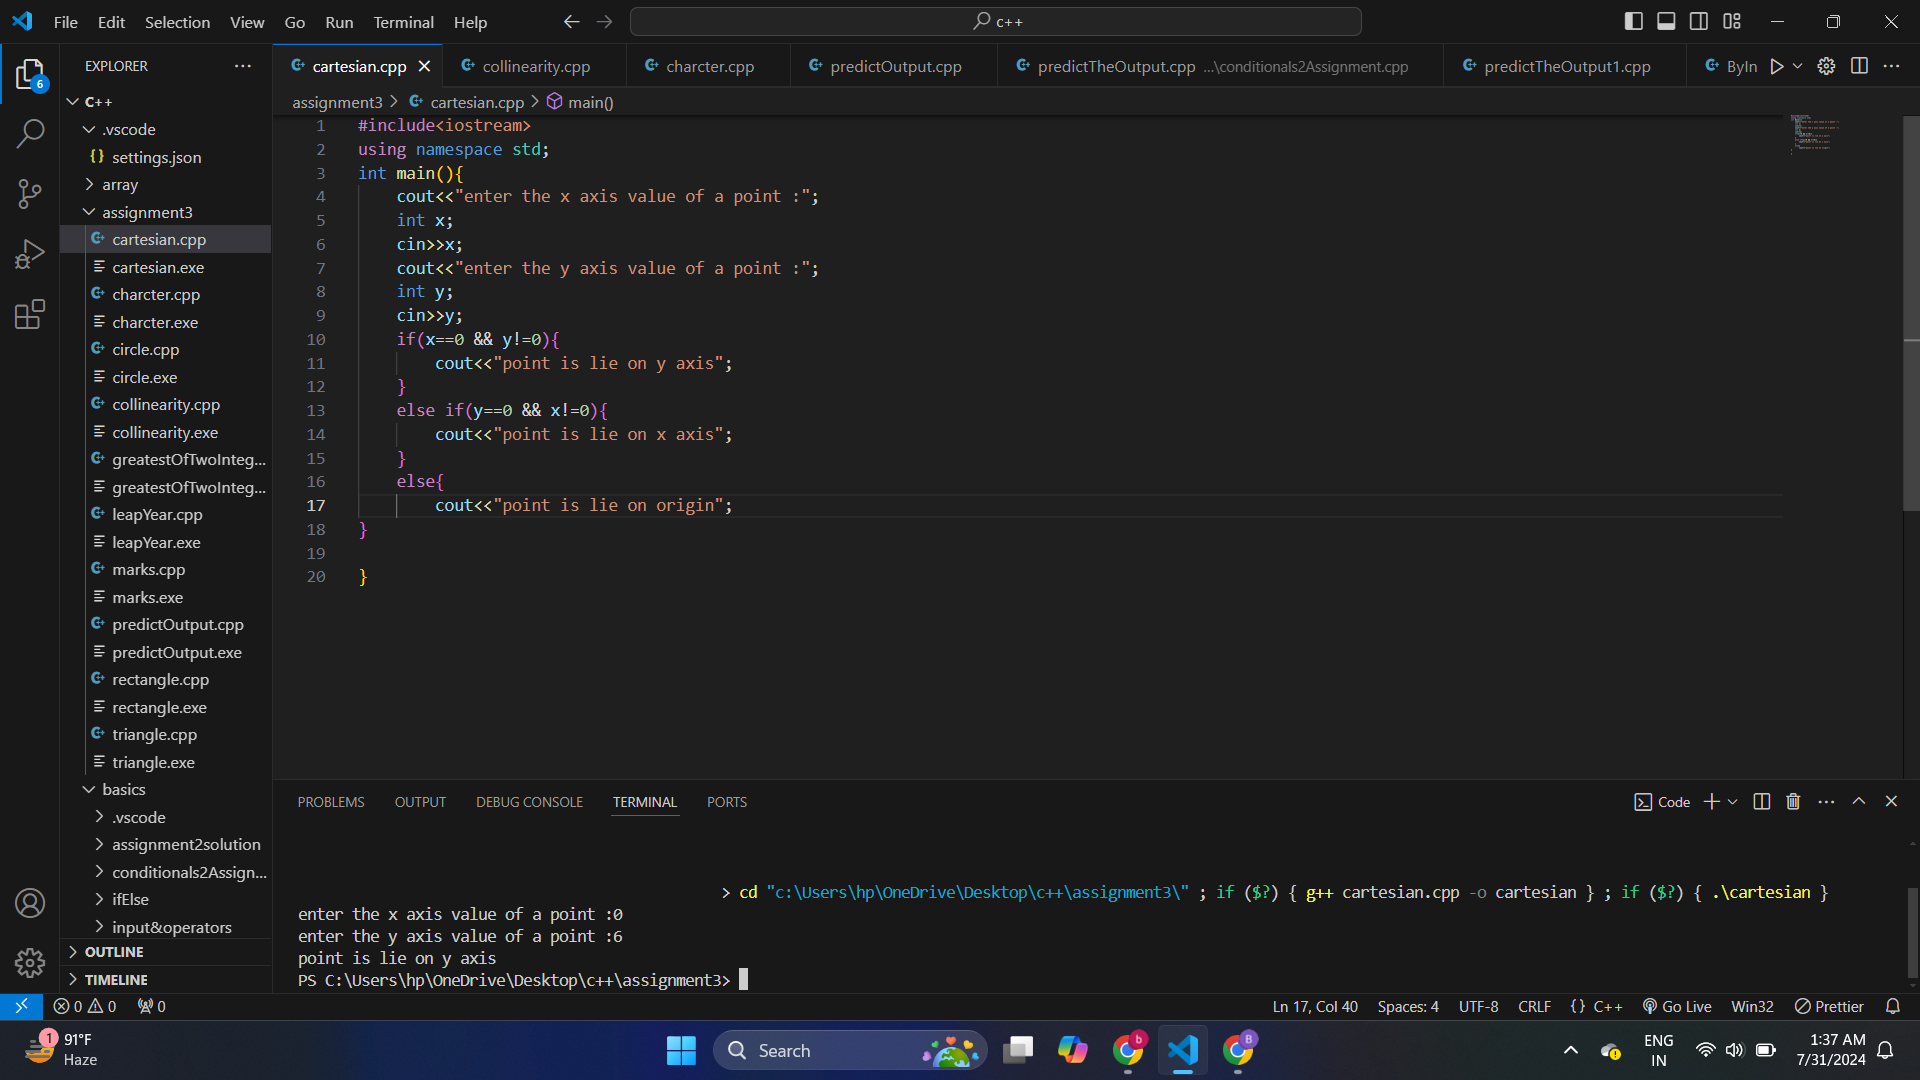 File Edit Selection View Go Run Terminal Help
c++
EXPLORER
C++
.vscode
{} settings.json
array
assignment3
cartesian.cpp
cartesian.exe
charcter.cpp
charcter.exe
circle.cpp
circle.exe
collinearity.cpp
collinearity.exe
greatestOfTwoInteg...
greatestOfTwoInteg...
leapYear.cpp
leapYear.exe
marks.cpp
marks.exe
predictOutput.cpp
predictOutput.exe
rectangle.cpp
rectangle.exe
triangle.cpp
triangle.exe
basics
.vscode
assignment2solution
conditionals2Assign...
ifElse
input&operators
OUTLINE
TIMELINE
6
cartesian.cpp collinearity.cpp charcter.cpp predictOutput.cpp predictTheOutput.cpp ...\conditionals2Assignment.cpp predictTheOutput1.cpp ByIn
assignment3 > cartesian.cpp > main()
1 #include<iostream>
2 using namespace std;
3 int main(){
4 cout<<"enter the x axis value of a point :";
5 int x;
6 cin>>x;
7 cout<<"enter the y axis value of a point :";
8 int y;
9 cin>>y;
10 if(x==0 && y!=0){
11 cout<<"point is lie on y axis";
12 }
13 else if(y==0 && x!=0){
14 cout<<"point is lie on x axis";
15 }
16 else{
17 cout<<"point is lie on origin";
18 }
19
20 }
PROBLEMS OUTPUT DEBUG CONSOLE TERMINAL PORTS
Code
> cd "c:\Users\hp\OneDrive\Desktop\c++\assignment3\" ; if ($?) { g++ cartesian.cpp -o cartesian } ; if ($?) { .\cartesian }
enter the x axis value of a point :0
enter the y axis value of a point :6
point is lie on y axis
PS C:\Users\hp\OneDrive\Desktop\c++\assignment3>
0 0 0
Ln 17, Col 40 Spaces: 4 UTF-8 CRLF {} C++ Go Live Win32 Prettier
1
91°F
Haze
Search
b
B
ENG
IN
1:37 AM
7/31/2024